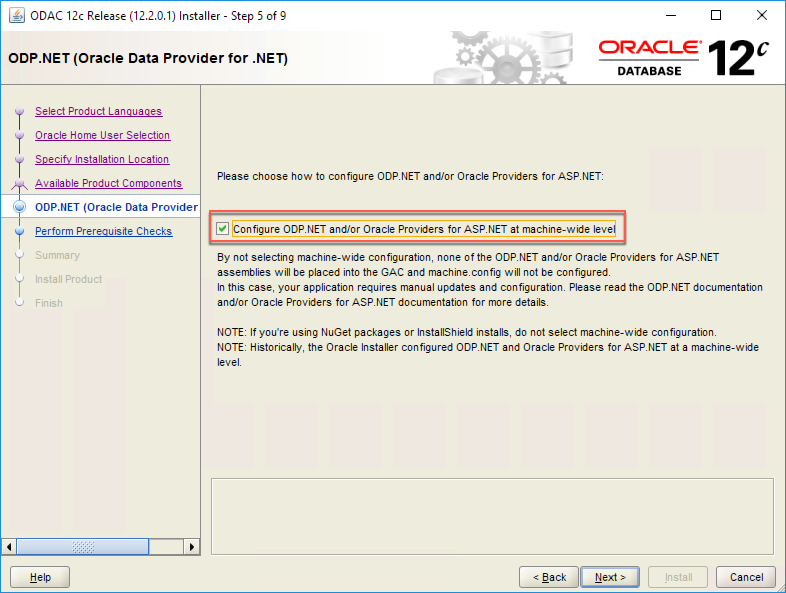 ODAC 12c Release (12.2.0.1) Installer - Step 5 of 9
ODP.NET (Oracle Data Provider for .NET)
ORACLE®
DATABASE
12c
Select Product Languages
Oracle Home User Selection
Specify Installation Location
Available Product Components
ODP.NET (Oracle Data Provider
Perform Prerequisite Checks
Summary
Install Product
Finish
Please choose how to configure ODP.NET and/or Oracle Providers for ASP.NET:
Configure ODP.NET and/or Oracle Providers for ASP.NET at machine-wide level
By not selecting machine-wide configuration, none of the ODP.NET and/or Oracle Providers for ASP.NET
assemblies will be placed into the GAC and machine.config will not be configured.
In this case, your application requires manual updates and configuration. Please read the ODP.NET documentation
and/or Oracle Providers for ASP.NET documentation for more details.
NOTE: If you're using NuGet packages or InstallShield installs, do not select machine-wide configuration.
NOTE: Historically, the Oracle Installer configured ODP.NET and Oracle Providers for ASP.NET at a machine-wide
level.
Help
< Back
Next >
Install
Cancel